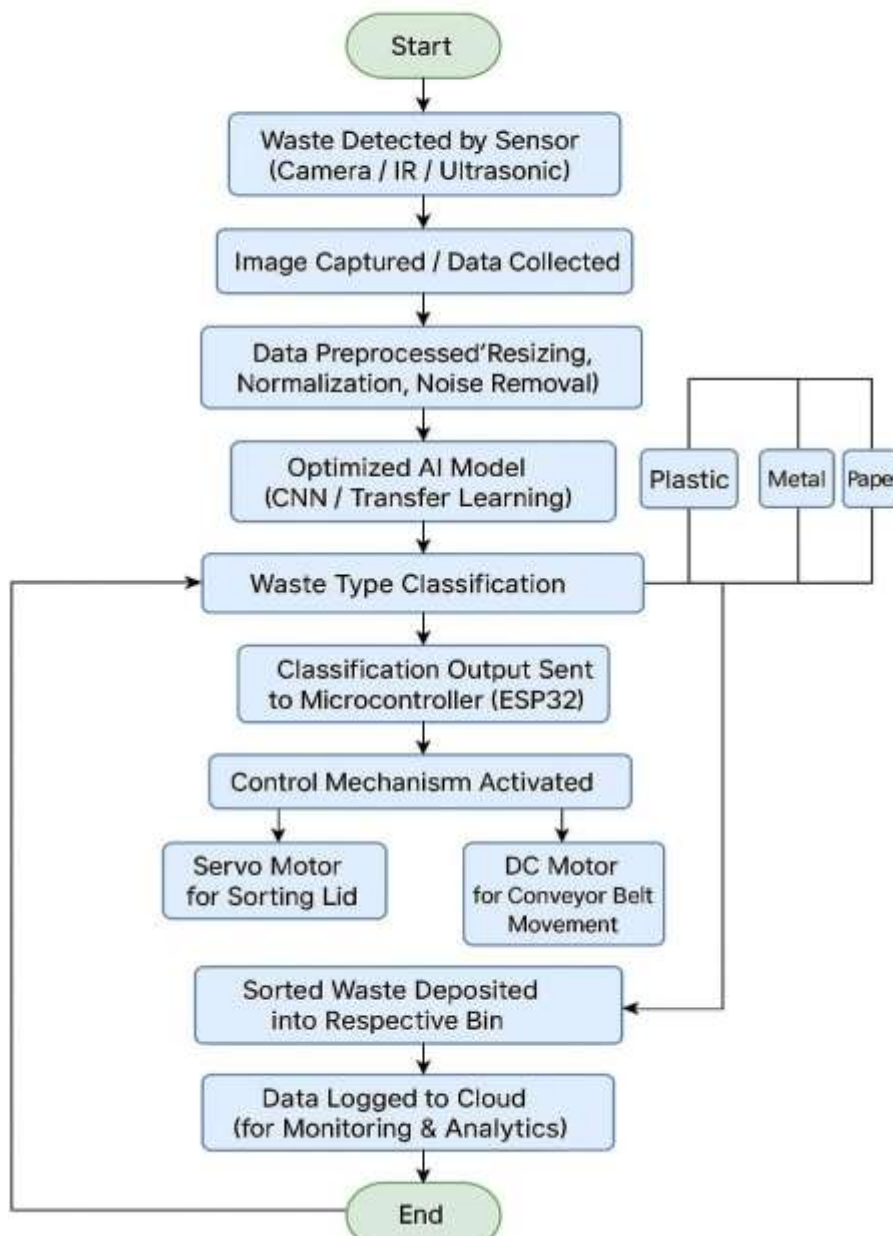 Start
Waste Detected by Sensor
(Camera / IR / Ultrasonic)
Image Captured / Data Collected
Data Preprocessed'Resizing,
Normalization, Noise Removal)
Optimized AI Model
(CNN / Transfer Learning)
Plastic
Metal
Pape
Waste Type Classification
Classification Output Sent
to Microcontroller (ESP32)
Control Mechanism Activated
Servo Motor
for Sorting Lid
DC Motor
for Conveyor Belt
Movement
Sorted Waste Deposited
into Respective Bin
Data Logged to Cloud
(for Monitoring & Analytics)
End